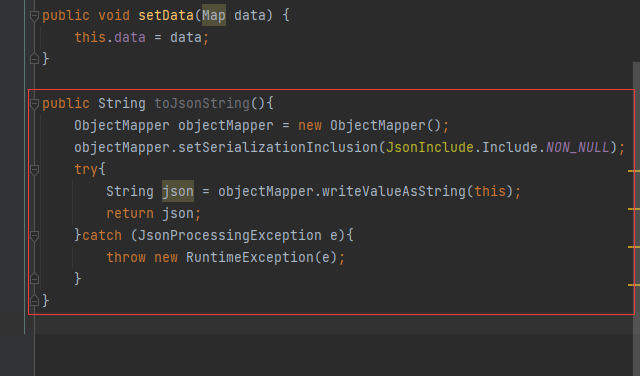 public void setData(Map data) {
this.data = data;
}
public String toJsonString(){
ObjectMapper objectMapper = new ObjectMapper();
objectMapper.setSerializationInclusion(JsonInclude.Include.NON_NULL);
try{
String json = objectMapper.writeValueAsString(this);
return json;
}catch (JsonProcessingException e){
throw new RuntimeException(e);
}
}